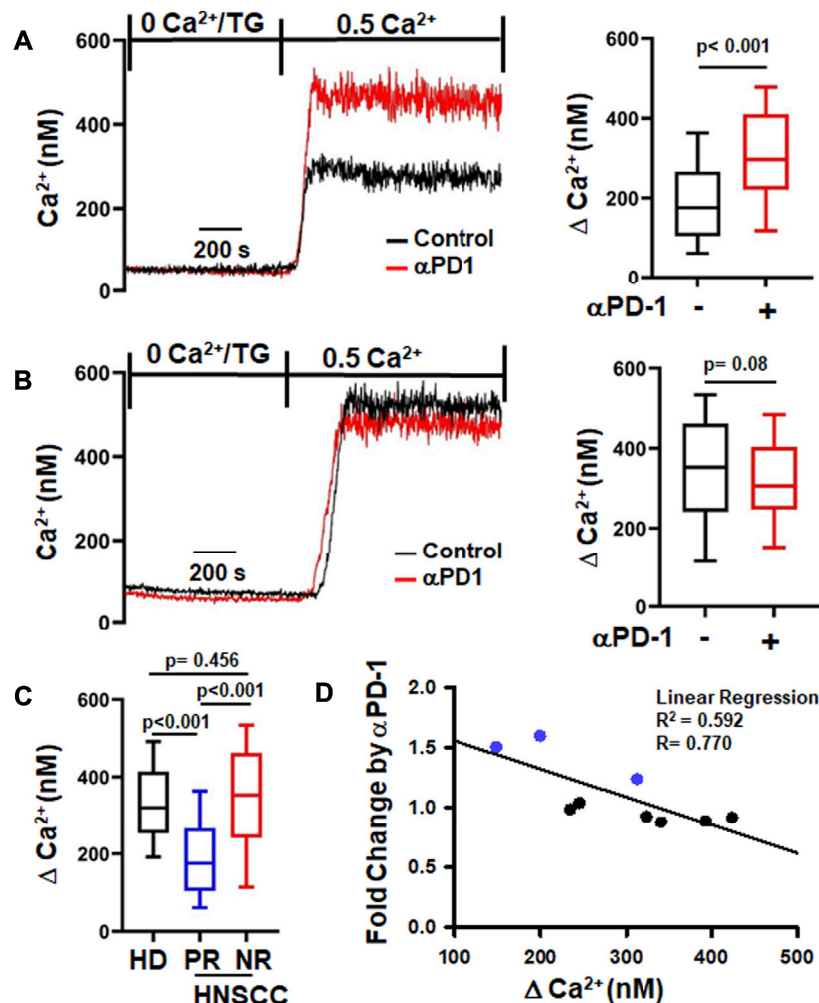 A
0 Ca²⁺/TG
0.5 Ca²⁺
600
400
200
0
Ca²⁺ (nM)
200 s
Control
αPD1
p< 0.001
600
400
200
0
Δ Ca²⁺ (nM)
αPD-1 - +
B
0 Ca²⁺/TG
0.5 Ca²⁺
600
400
200
0
Ca²⁺ (nM)
200 s
Control
αPD1
p= 0.08
600
400
200
0
Δ Ca²⁺ (nM)
αPD-1 - +
C
p= 0.456
p<0.001
p<0.001
600
400
200
0
Δ Ca²⁺ (nM)
HD PR NR
HNSCC
D
2.0
1.5
1.0
0.5
0.0
Fold Change by αPD-1
Linear Regression
R² = 0.592
R= 0.770
100 200 300 400 500
Δ Ca²⁺ (nM)